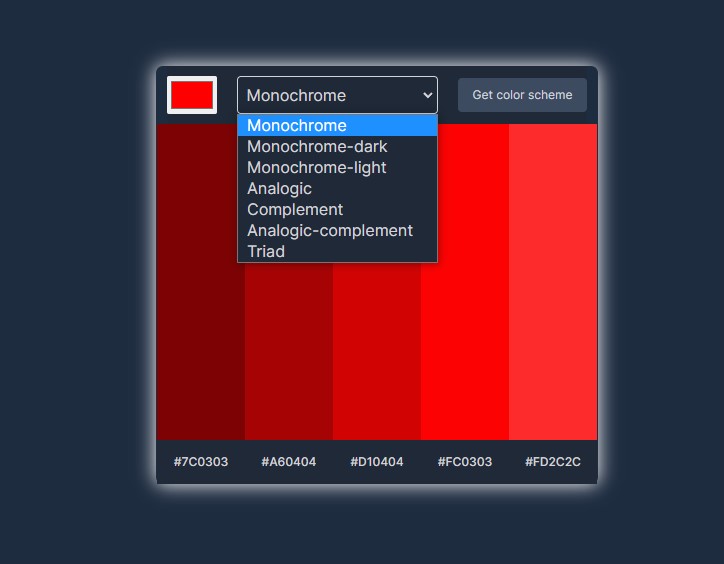 Monochrome
Get color scheme
Monochrome
Monochrome-dark
Monochrome-light
Analogic
Complement
Analogic-complement
Triad
#7C0303 #A60404 #D10404 #FC0303 #FD2C2C